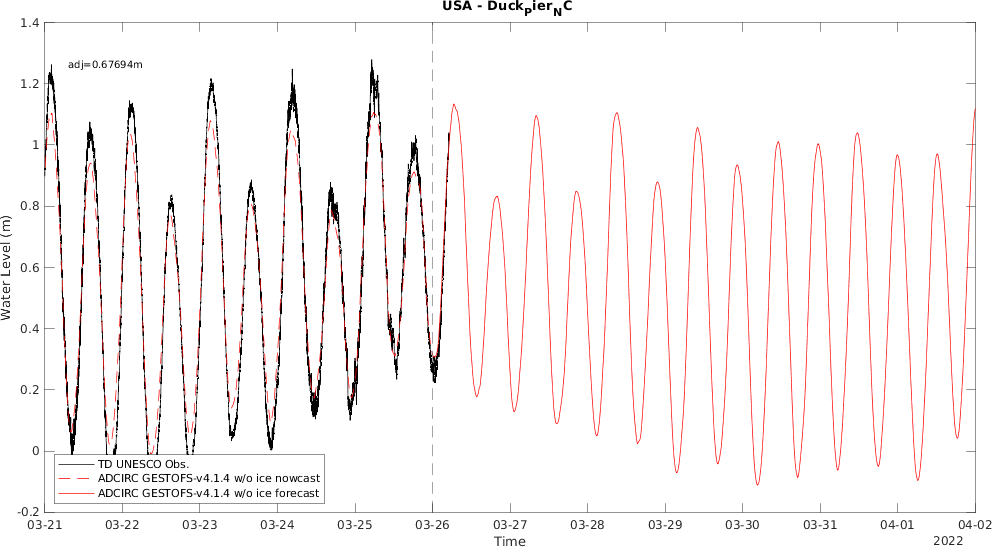 USA - Duck_Pier_NC
1.4
adj=0.67694m
1.2
1
0.8
0.6
0.4
0.2
0
-0.2
Water Level (m)
TD UNESCO Obs.
ADCIRC GESTOFS-v4.1.4 w/o ice nowcast
ADCIRC GESTOFS-v4.1.4 w/o ice forecast
03-21 03-22 03-23 03-24 03-25 03-26 03-27 03-28 03-29 03-30 03-31 04-01 04-02
Time
2022